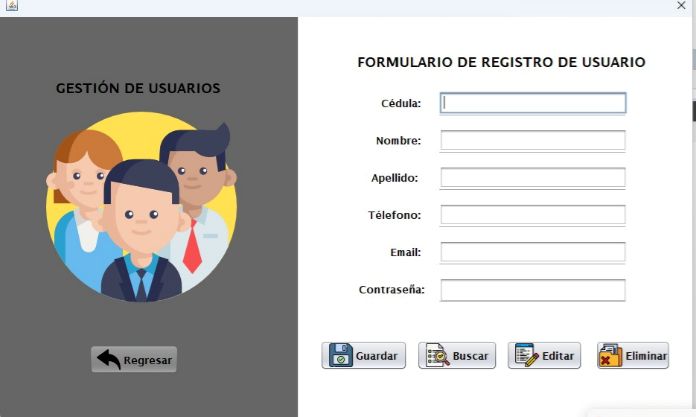 GESTIÓN DE USUARIOS
Regresar
FORMULARIO DE REGISTRO DE USUARIO
Cédula:
Nombre:
Apellido:
Télefono:
Email:
Contraseña:
Guardar
Buscar
Editar
Eliminar